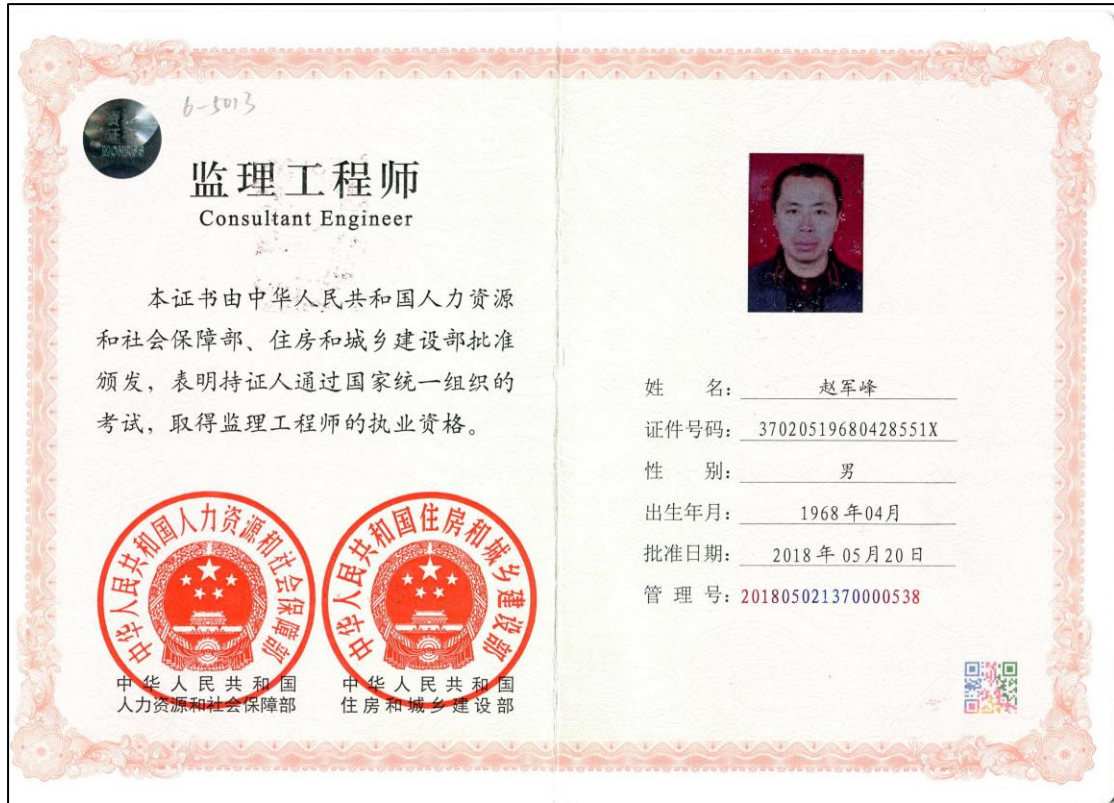 6-5013
监理工程师
Consultant Engineer
本证书由中华人民共和国人力资源
和社会保障部、住房和城乡建设部批准
颁发，表明持证人通过国家统一组织的
考试，取得监理工程师的执业资格。
中华人民共和国人力资源和社会保障部
中华人民共和国住房和城乡建设部
中华人民共和国
人力资源和社会保障部
中华人民共和国
住房和城乡建设部
姓 名：赵军峰
证件号码：37020519680428551X
性 别：男
出生年月：1968年04月
批准日期：2018年05月20日
管 理 号：201805021370000538